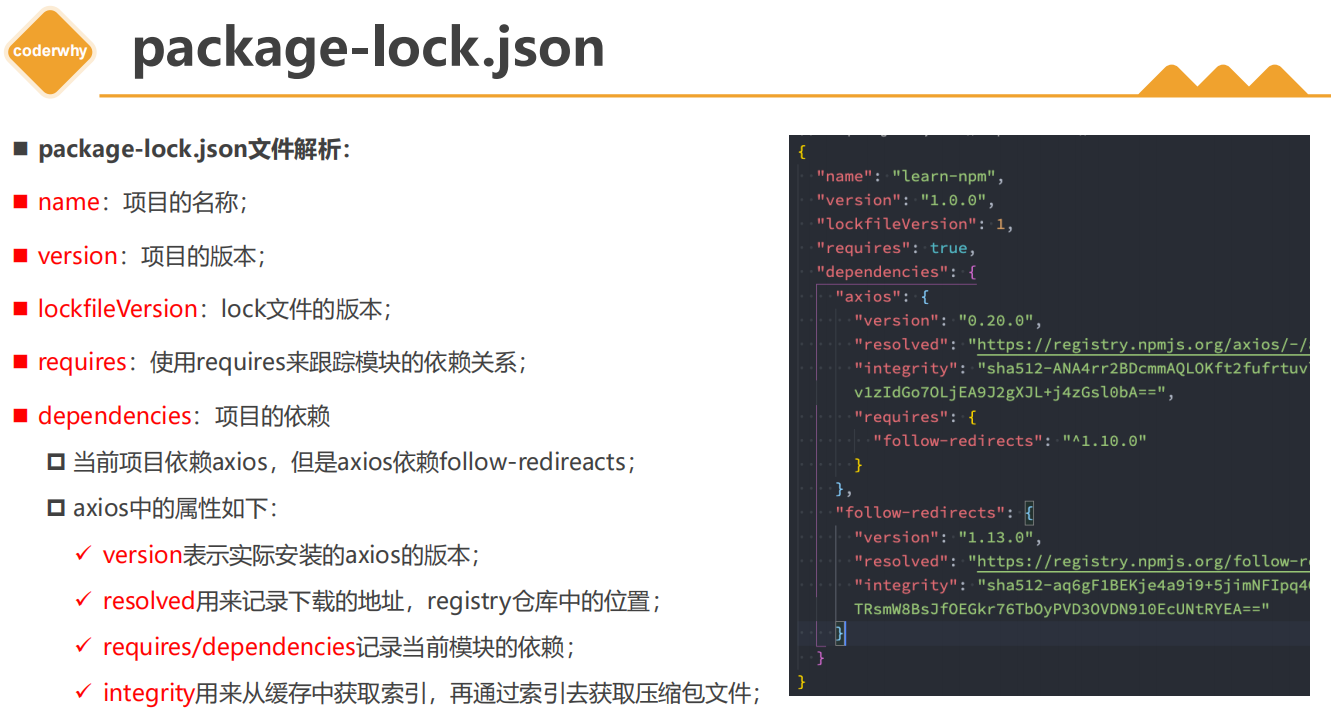 coderwhy
package-lock.json
package-lock.json文件解析：
name：项目的名称；
version：项目的版本；
lockfileVersion：lock文件的版本；
requires：使用requires来跟踪模块的依赖关系；
dependencies：项目的依赖
当前项目依赖axios，但是axios依赖follow-redireacts；
axios中的属性如下：
version表示实际安装的axios的版本；
resolved用来记录下载的地址，registry仓库中的位置；
requires/dependencies记录当前模块的依赖；
integrity用来从缓存中获取索引，再通过索引去获取压缩包文件；
{
"name": "learn-npm",
"version": "1.0.0",
"lockfileVersion": 1,
"requires": true,
"dependencies": {
"axios": {
"version": "0.20.0",
"resolved": "https://registry.npmjs.org/axios/-/
"integrity": "sha512-ANA4rr2BDcmmAQLOKft2fufrtuv
v1zIdGo7OLjEA9J2gXJL+j4zGsl0bA==",
"requires": {
"follow-redirects": "^1.10.0"
}
},
"follow-redirects": {
"version": "1.13.0",
"resolved": "https://registry.npmjs.org/follow-r
"integrity": "sha512-aq6gF1BEKje4a9i9+5jimNFIpq4
TRsmW8BsJfOEGkr76TbOyPVD3OVDN910EcUNtRYEA=="
}
}
}